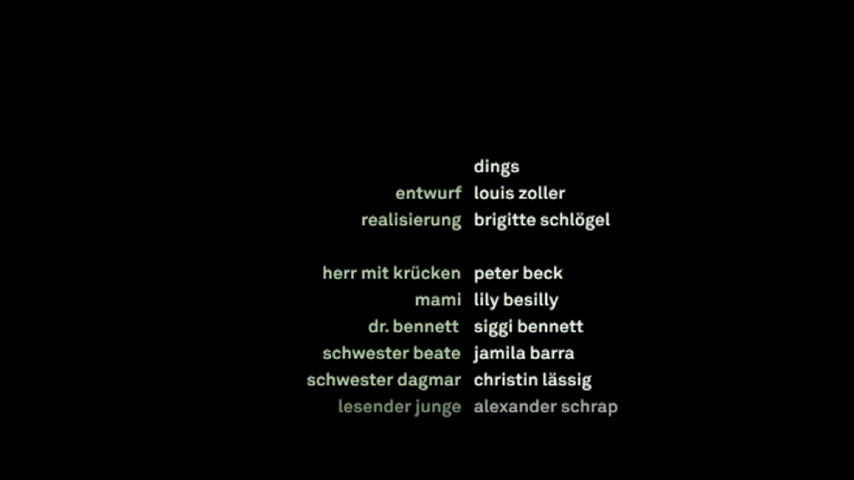 dings
entwurf louis zoller
realisierung brigitte schlögel
herr mit krücken peter beck
mami lily besilly
dr. bennett siggi bennett
schwester beate jamila barra
schwester dagmar christin lässig
lesender junge alexander schrap